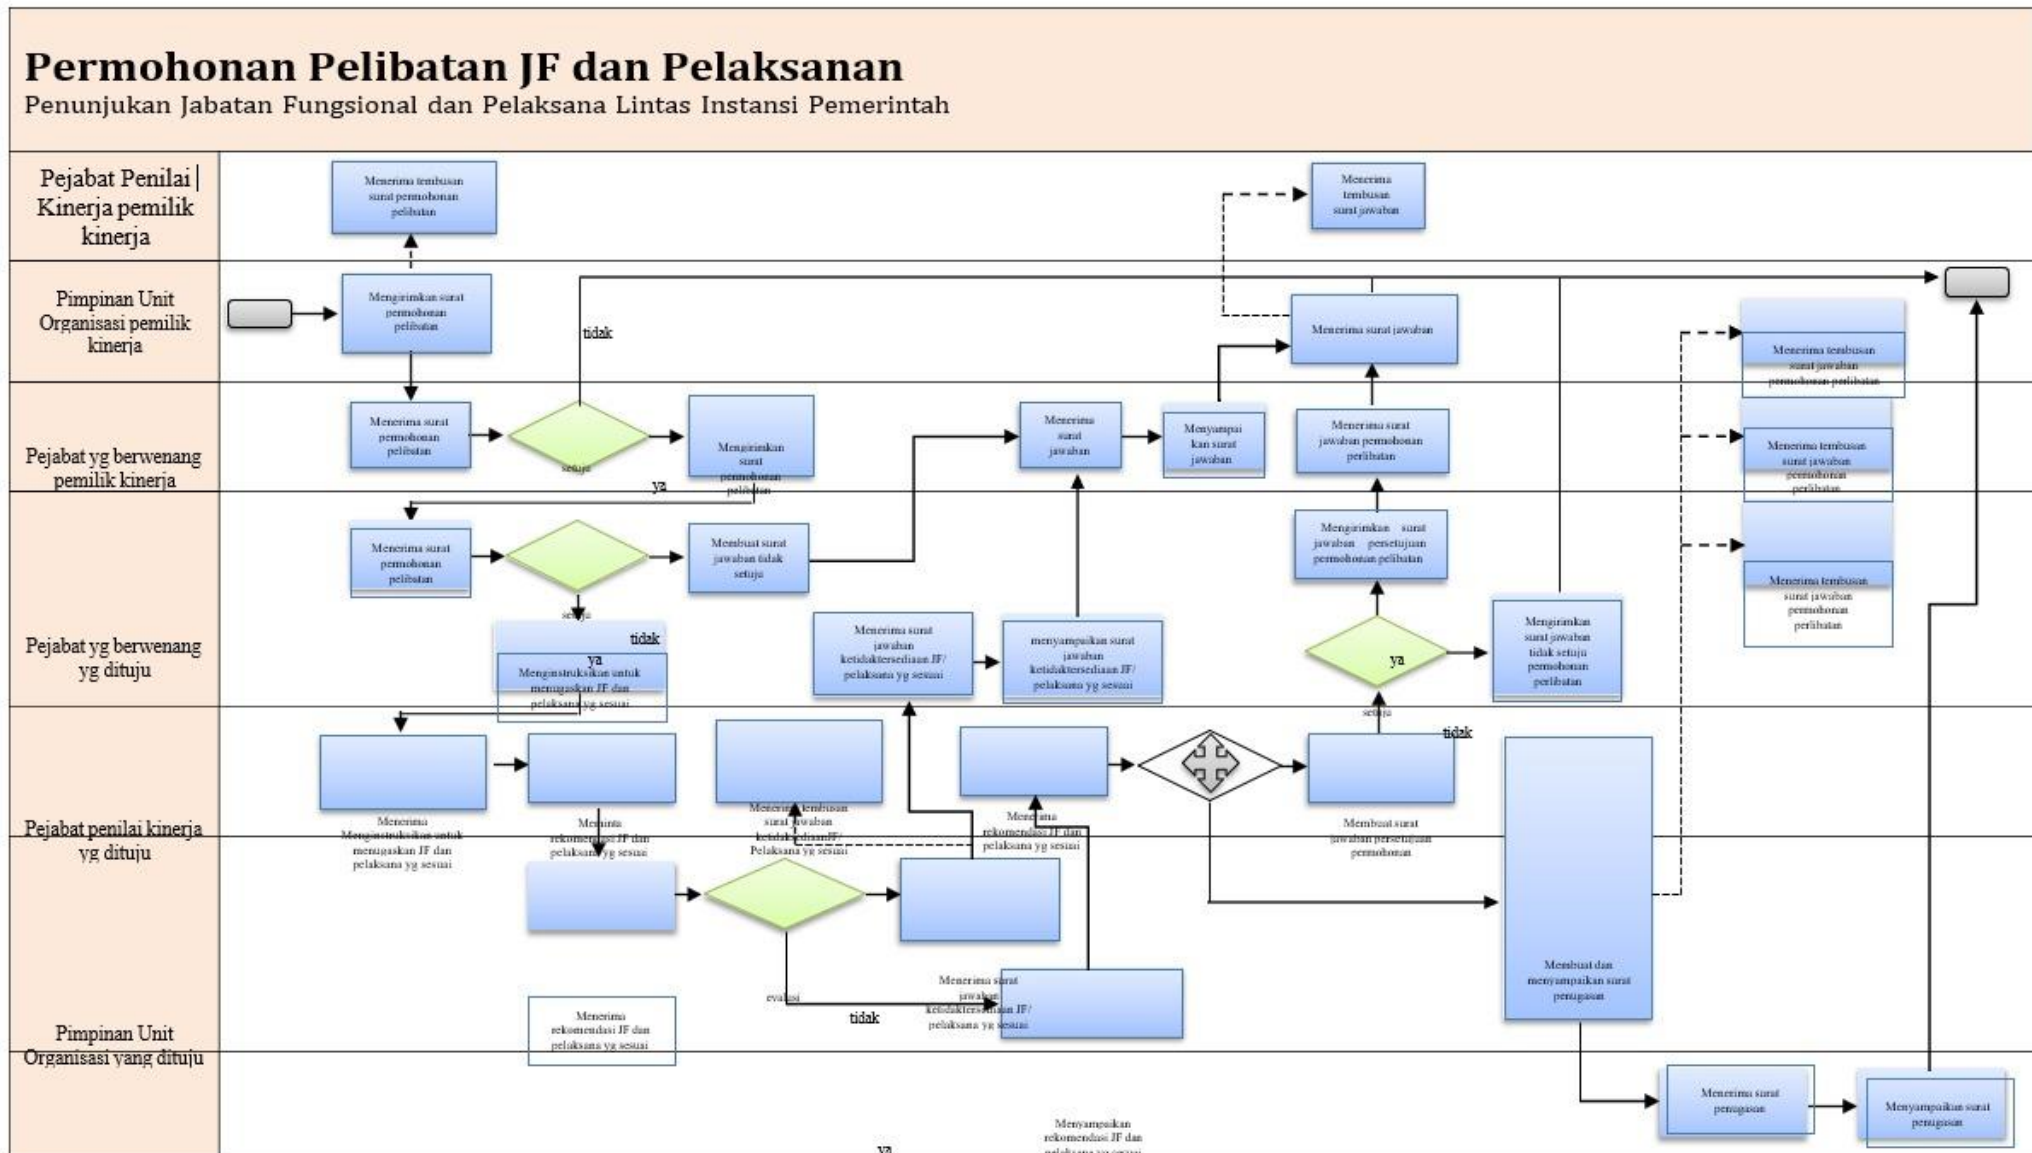 Permohonan Pelibatan JF dan Pelaksanan
Penunjukan Jabatan Fungsional dan Pelaksana Lintas Instansi Pemerintah
Pejabat Penilai
Kinerja pemilik
kinerja
Menerima tembusan
surat permohonan
pelibatan
Menerima
tembusan
surat jawaban
Pimpinan Unit
Organisasi pemilik
kinerja
Mengirimkan surat
permohonan
pelibatan
tidak
Menerima surat jawaban
Menerima tembusan
surat jawaban
permohonan perlibatan
Pejabat yg berwenang
pemilik kinerja
Menerima surat
permohonan
pelibatan
setuju
ya
Mengirimkan
surat
permohonan
pelibatan
Menerima
surat
jawaban
Menyampai
kan surat
jawaban
Menerima surat
jawaban permohonan
perlibatan
Menerima tembusan
surat jawaban
permohonan
perlibatan
Pejabat yg berwenang
yg dituju
Menerima surat
permohonan
pelibatan
setuju
tidak
ya
Membuat surat
jawaban tidak
setuju
Menginstruksikan untuk
menugaskan JF dan
pelaksana yg sesuai
Menerima surat
jawaban
ketidaktersediaan JF/
pelaksana yg sesuai
menyampaikan surat
jawaban
ketidaktersediaan JF/
pelaksana yg sesuai
Mengirimkan surat
jawaban persetujuan
permohonan pelibatan
ya
setuju
tidak
Mengirimkan
surat jawaban
tidak setuju
permohonan
perlibatan
Menerima tembusan
surat jawaban
permohonan
perlibatan
Pejabat penilai kinerja
yg dituju
Menerima
Menginstruksikan untuk
menugaskan JF dan
pelaksana yg sesuai
Meminta
rekomendasi JF dan
pelaksana yg sesuai
Menerima tembusan
surat jawaban
Pelaksana yg sesuai
Menerima
rekomendasi JF dan
pelaksana yg sesuai
Membuat surat
jawaban persetujuan
permohonan
Membuat dan
menyampaikan surat
penugasan
Pimpinan Unit
Organisasi yang dituju
Menerima
rekomendasi JF dan
pelaksana yg sesuai
evaluasi
tidak
Menerima surat
jawaban
ketidaktersediaan JF/
pelaksana yg sesuai
Menerima surat
penugasan
Menyampaikan surat
penugasan
ya
Menyampaikan
rekomendasi JF dan
pelaksana yg sesuai